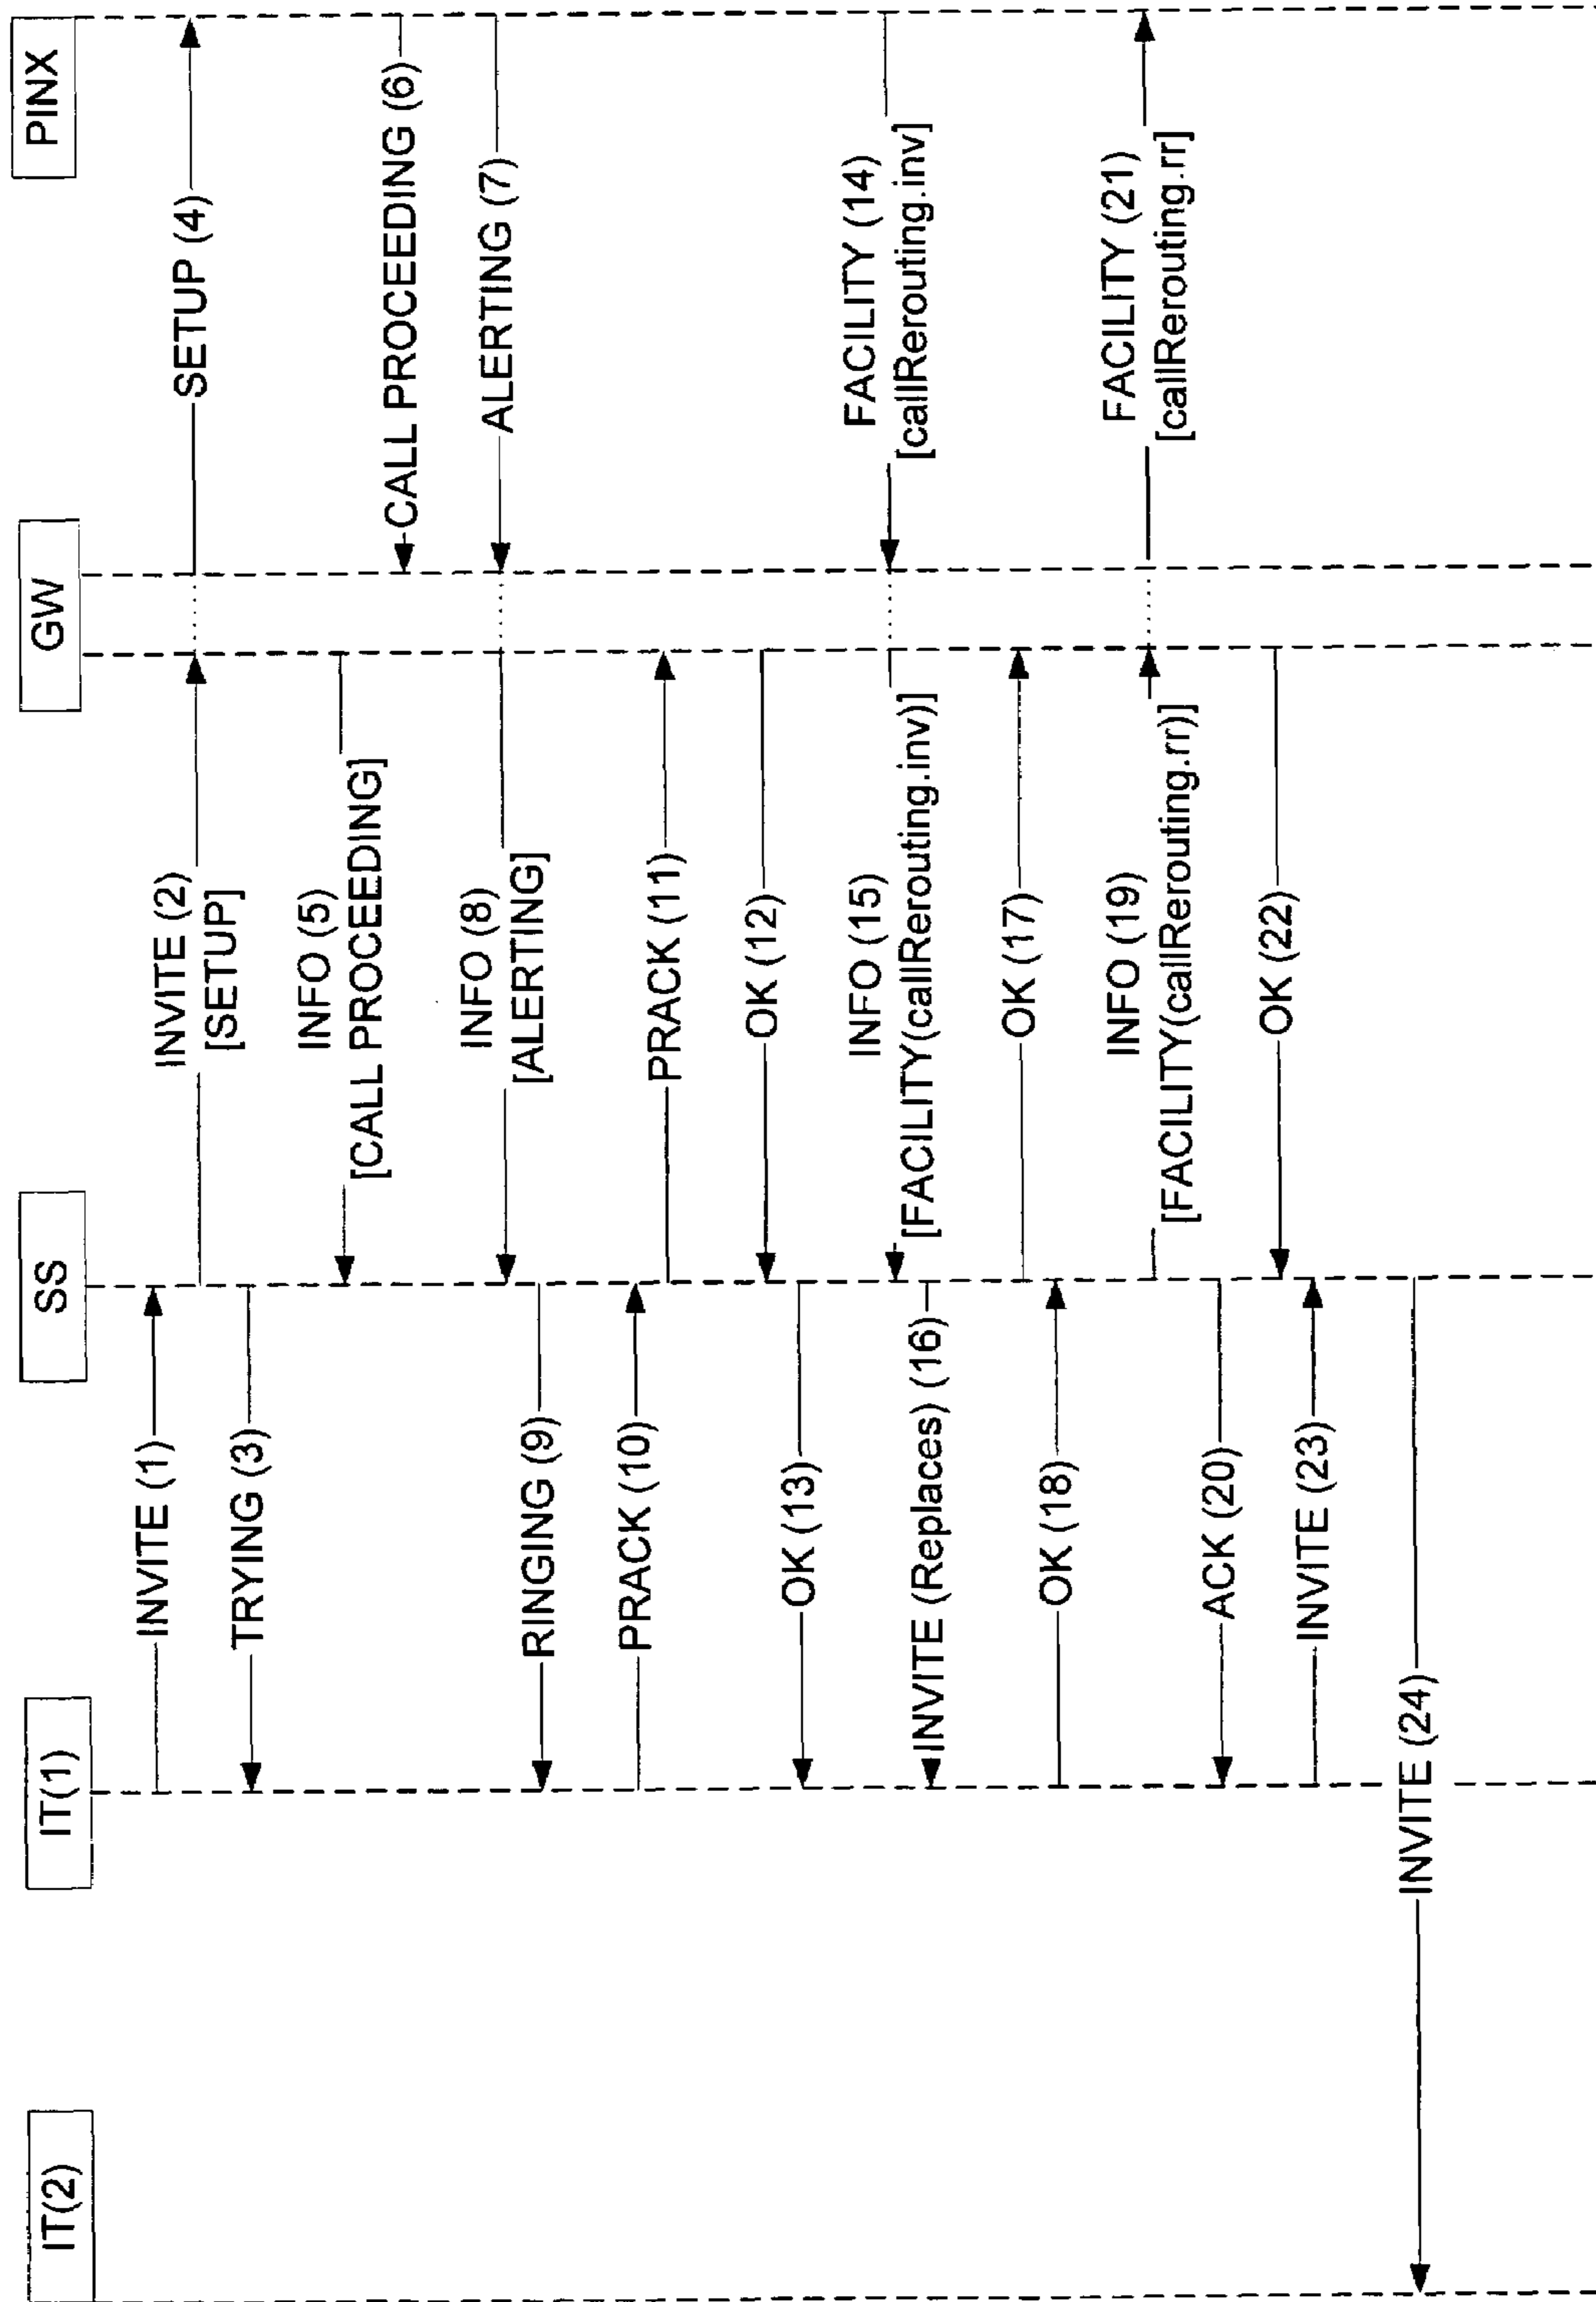 IT(2)
IT(1)
SS
GW
PINX
INVITE (1)
INVITE (2)
[SETUP]
TRYING (3)
SETUP (4)
INFO (5)
[CALL PROCEEDING]
CALL PROCEEDING (6)
ALERTING (7)
INFO (8)
[ALERTING]
RINGING (9)
PRACK (10)
PRACK (11)
OK (12)
OK (13)
FACILITY (14)
[callRerouting.inv]
INFO (15)
[FACILITY(callRerouting.inv)]
INVITE (Replaces) (16)
OK (17)
OK (18)
INFO (19)
[FACILITY(callRerouting.rr)]
ACK (20)
FACILITY (21)
[callRerouting.rr]
OK (22)
INVITE (23)
INVITE (24)